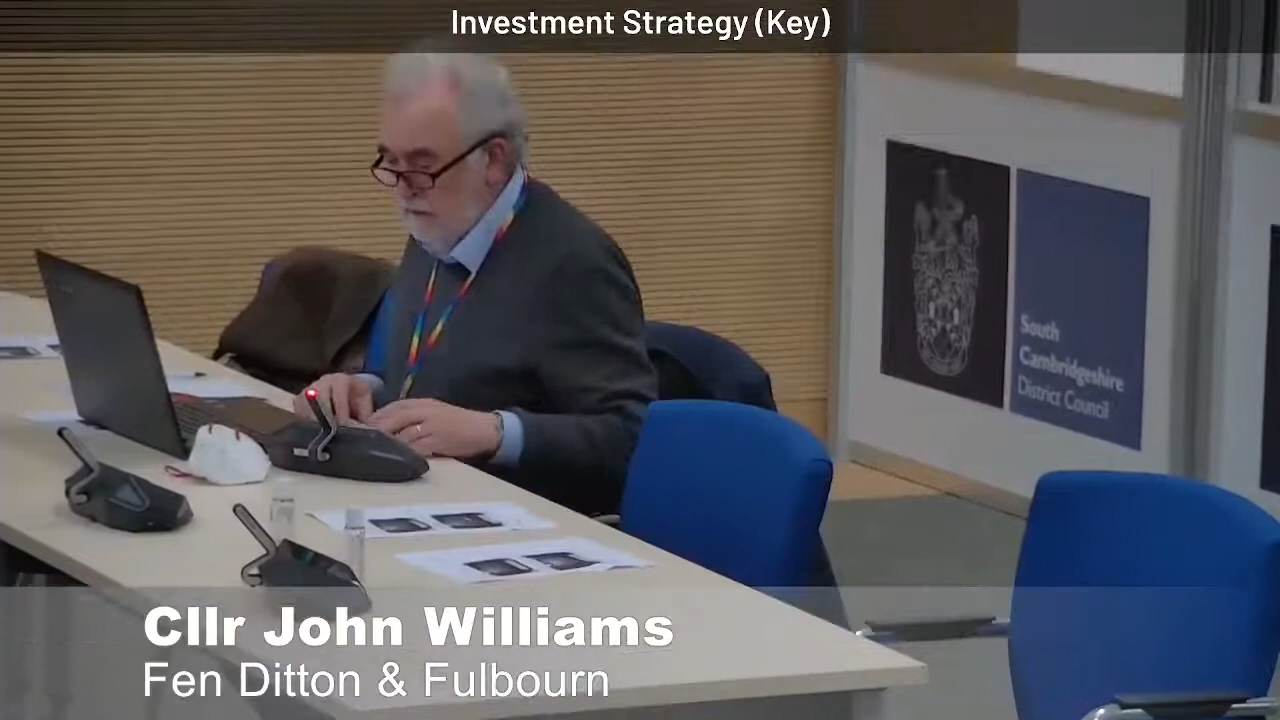 Investment Strategy (Key)
South
Cambridgeshire
District Council
Cllr John Williams
Fen Ditton & Fulbourn